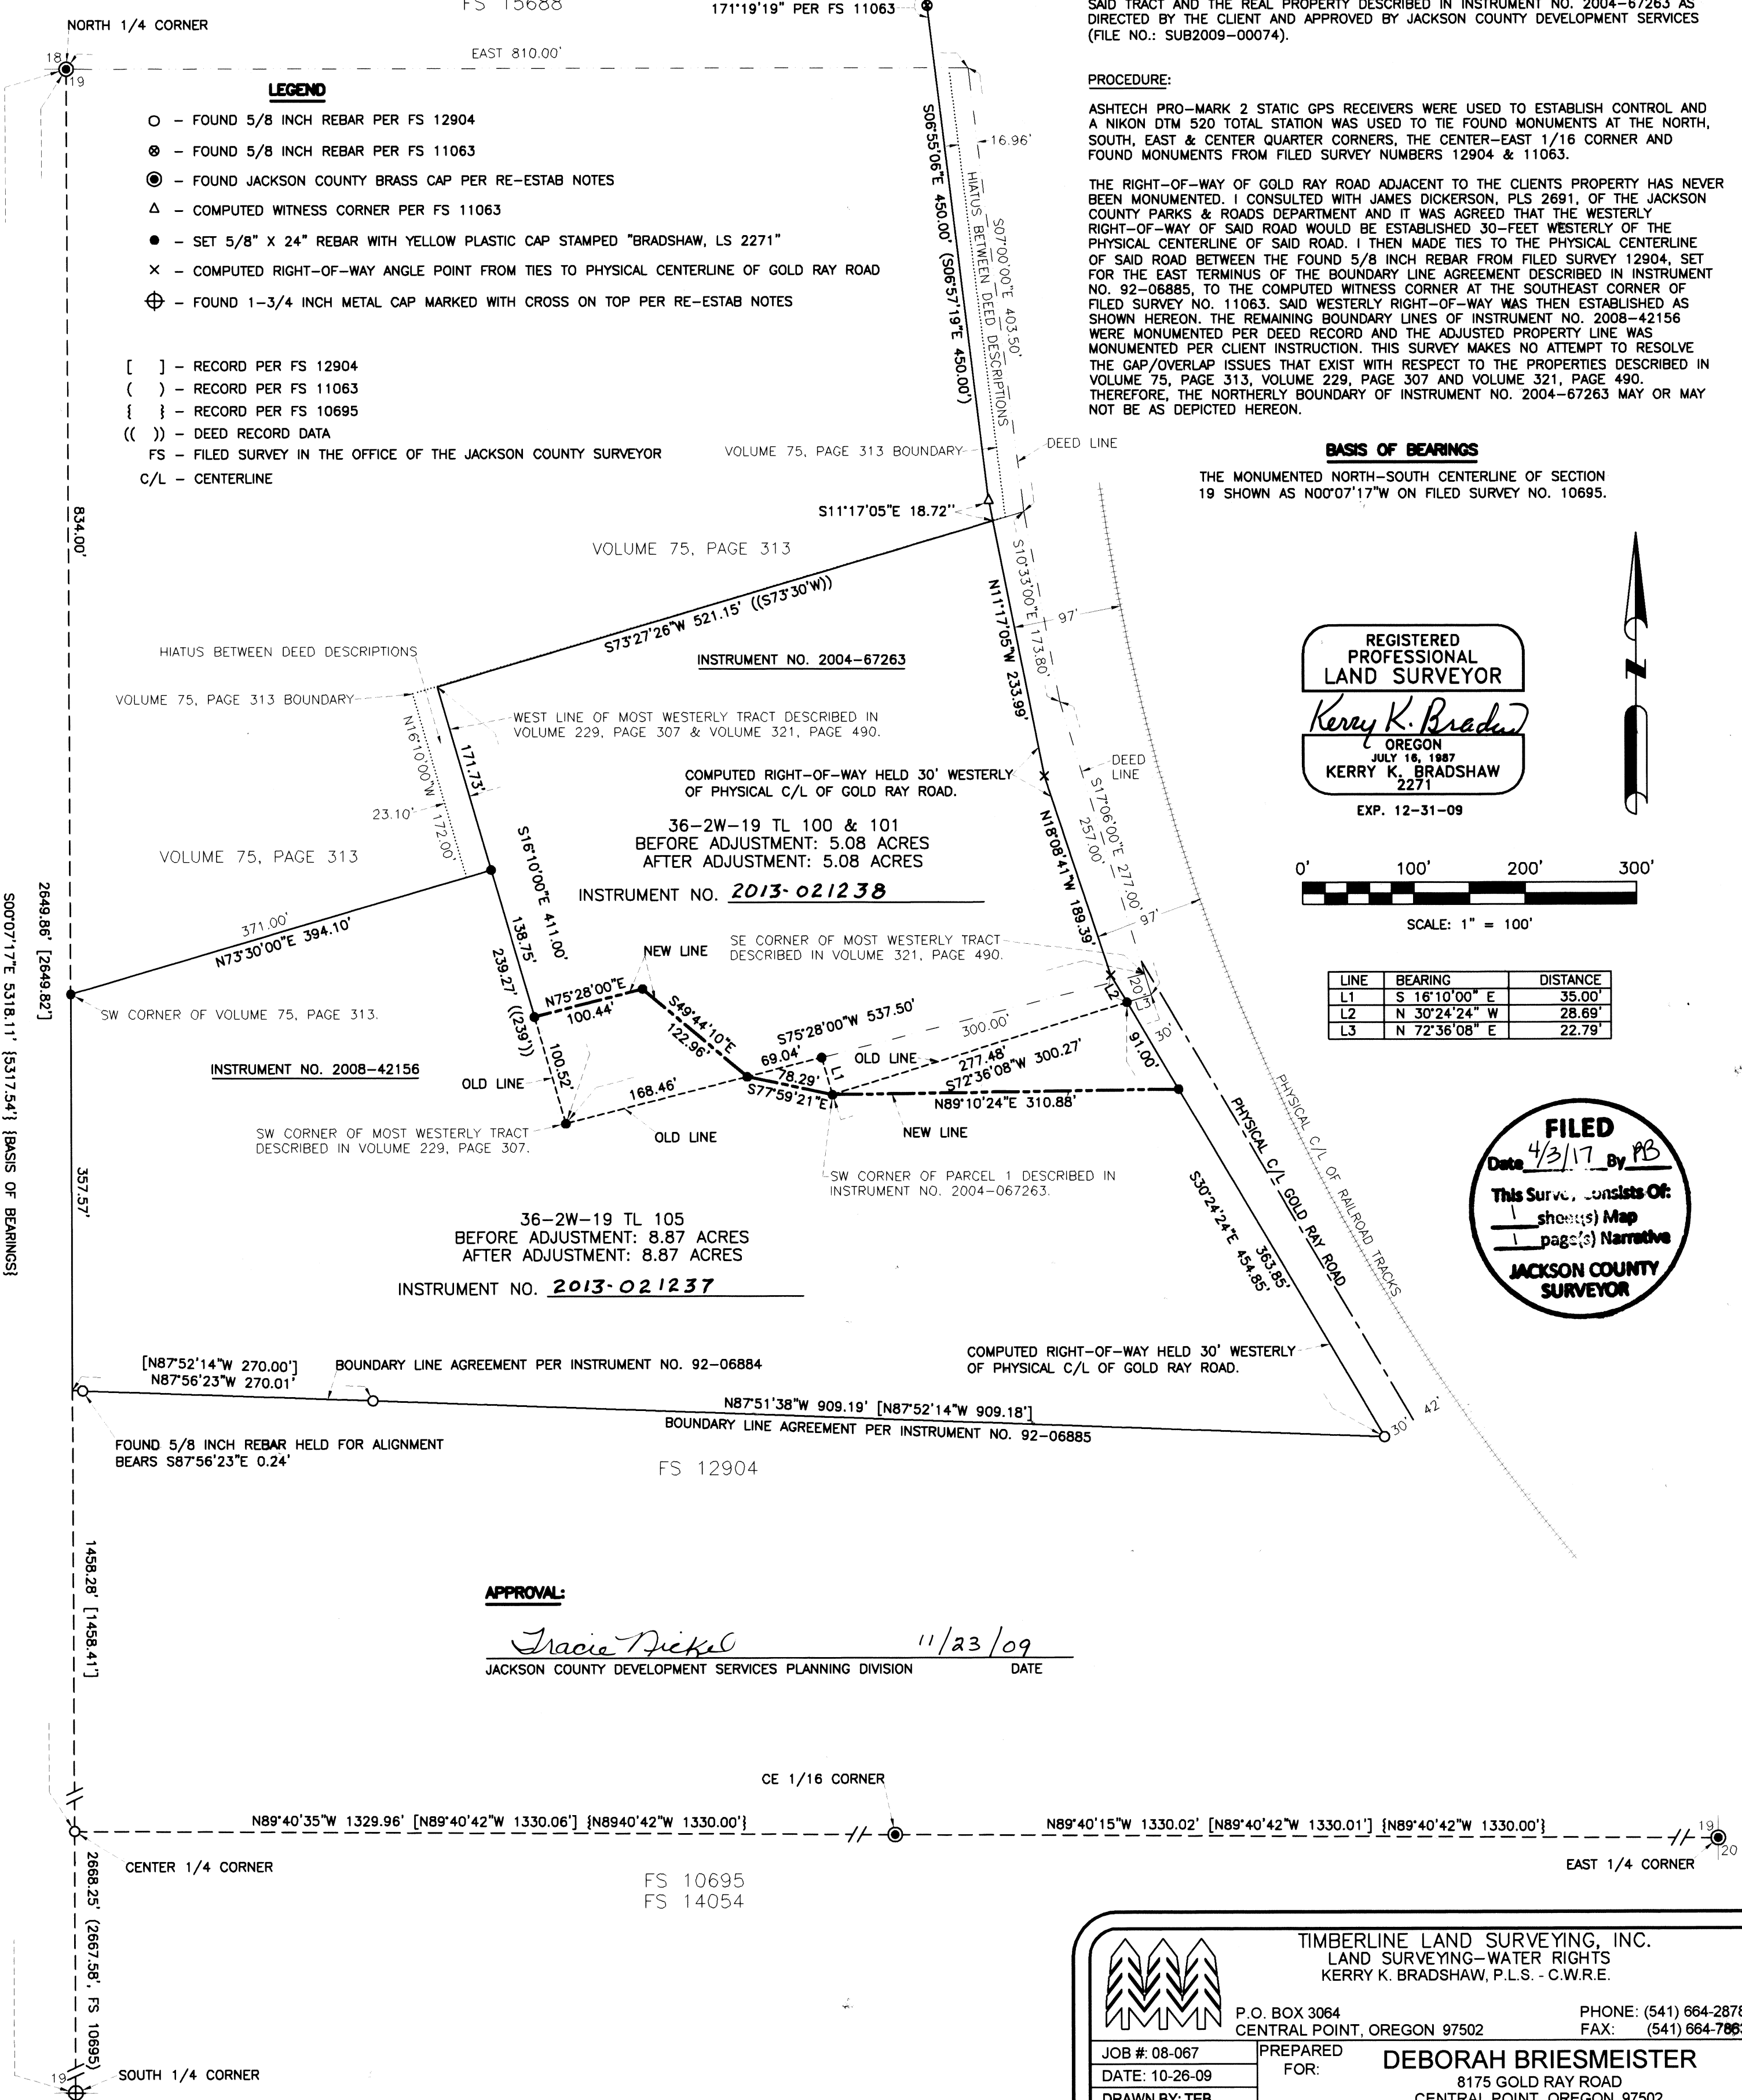 FS 15688
171°19'19" PER FS 11063
NORTH 1/4 CORNER
18
19
EAST 810.00'
LEGEND
O – FOUND 5/8 INCH REBAR PER FS 12904
⊗ – FOUND 5/8 INCH REBAR PER FS 11063
◉ – FOUND JACKSON COUNTY BRASS CAP PER RE–ESTAB NOTES
△ – COMPUTED WITNESS CORNER PER FS 11063
● – SET 5/8" X 24" REBAR WITH YELLOW PLASTIC CAP STAMPED "BRADSHAW, LS 2271"
× – COMPUTED RIGHT–OF–WAY ANGLE POINT FROM TIES TO PHYSICAL CENTERLINE OF GOLD RAY ROAD
⊕ – FOUND 1–3/4 INCH METAL CAP MARKED WITH CROSS ON TOP PER RE–ESTAB NOTES
[ ] – RECORD PER FS 12904
( ) – RECORD PER FS 11063
{ } – RECORD PER FS 10695
(( )) – DEED RECORD DATA
FS – FILED SURVEY IN THE OFFICE OF THE JACKSON COUNTY SURVEYOR
C/L – CENTERLINE
SAID TRACT AND THE REAL PROPERTY DESCRIBED IN INSTRUMENT NO. 2004–67263 AS
DIRECTED BY THE CLIENT AND APPROVED BY JACKSON COUNTY DEVELOPMENT SERVICES
(FILE NO.: SUB2009–00074).
PROCEDURE:
ASHTECH PRO–MARK 2 STATIC GPS RECEIVERS WERE USED TO ESTABLISH CONTROL AND
A NIKON DTM 520 TOTAL STATION WAS USED TO TIE FOUND MONUMENTS AT THE NORTH,
SOUTH, EAST & CENTER QUARTER CORNERS, THE CENTER–EAST 1/16 CORNER AND
FOUND MONUMENTS FROM FILED SURVEY NUMBERS 12904 & 11063.
THE RIGHT–OF–WAY OF GOLD RAY ROAD ADJACENT TO THE CLIENTS PROPERTY HAS NEVER
BEEN MONUMENTED. I CONSULTED WITH JAMES DICKERSON, PLS 2691, OF THE JACKSON
COUNTY PARKS & ROADS DEPARTMENT AND IT WAS AGREED THAT THE WESTERLY
RIGHT–OF–WAY OF SAID ROAD WOULD BE ESTABLISHED 30–FEET WESTERLY OF THE
PHYSICAL CENTERLINE OF SAID ROAD. I THEN MADE TIES TO THE PHYSICAL CENTERLINE
OF SAID ROAD BETWEEN THE FOUND 5/8 INCH REBAR FROM FILED SURVEY 12904, SET
FOR THE EAST TERMINUS OF THE BOUNDARY LINE AGREEMENT DESCRIBED IN INSTRUMENT
NO. 92–06885, TO THE COMPUTED WITNESS CORNER AT THE SOUTHEAST CORNER OF
FILED SURVEY NO. 11063. SAID WESTERLY RIGHT–OF–WAY WAS THEN ESTABLISHED AS
SHOWN HEREON. THE REMAINING BOUNDARY LINES OF INSTRUMENT NO. 2008–42156
WERE MONUMENTED PER DEED RECORD AND THE ADJUSTED PROPERTY LINE WAS
MONUMENTED PER CLIENT INSTRUCTION. THIS SURVEY MAKES NO ATTEMPT TO RESOLVE
THE GAP/OVERLAP ISSUES THAT EXIST WITH RESPECT TO THE PROPERTIES DESCRIBED IN
VOLUME 75, PAGE 313, VOLUME 229, PAGE 307 AND VOLUME 321, PAGE 490.
THEREFORE, THE NORTHERLY BOUNDARY OF INSTRUMENT NO. 2004–67263 MAY OR MAY
NOT BE AS DEPICTED HEREON.
BASIS OF BEARINGS
THE MONUMENTED NORTH–SOUTH CENTERLINE OF SECTION
19 SHOWN AS N00°07'17"W ON FILED SURVEY NO. 10695.
S06°55'06"E 450.00' (S06°57'19"E 450.00')
16.96'
HIATUS BETWEEN DEED DESCRIPTIONS
S07°00'00"E 403.50'
VOLUME 75, PAGE 313 BOUNDARY
DEED LINE
S11°17'05"E 18.72"
834.00'
VOLUME 75, PAGE 313
S73°27'26"W 521.15' ((S73°30'W))
N11°17'05"W 233.99'
S10°33'00"E 173.80'
97'
HIATUS BETWEEN DEED DESCRIPTIONS
INSTRUMENT NO. 2004–67263
VOLUME 75, PAGE 313 BOUNDARY
N16°10'00"W 172.00'
171.73'
WEST LINE OF MOST WESTERLY TRACT DESCRIBED IN
VOLUME 229, PAGE 307 & VOLUME 321, PAGE 490.
COMPUTED RIGHT–OF–WAY HELD 30' WESTERLY
OF PHYSICAL C/L OF GOLD RAY ROAD.
DEED
LINE
23.10'
S16°10'00"E 411.00'
36–2W–19 TL 100 & 101
BEFORE ADJUSTMENT: 5.08 ACRES
AFTER ADJUSTMENT: 5.08 ACRES
INSTRUMENT NO. 2013-021238
S17°06'00"E 277.00'
257.00'
N18°08'41"W 189.39'
97'
VOLUME 75, PAGE 313
371.00'
N73°30'00"E 394.10'
138.75'
239.27' ((239'))
NEW LINE
SE CORNER OF MOST WESTERLY TRACT
DESCRIBED IN VOLUME 321, PAGE 490.
N75°28'00"E
100.44'
S49°44'10"E
122.96'
S75°28'00"W 537.50'
300.00'
L2
20'
L3
30'
SW CORNER OF VOLUME 75, PAGE 313.
INSTRUMENT NO. 2008–42156
OLD LINE
100.52'
168.46'
69.04'
78.29'
S77°59'21"E
L1
OLD LINE
277.48'
S72°36'08"W 300.27'
91.00'
N89°10'24"E 310.88'
SW CORNER OF MOST WESTERLY TRACT
DESCRIBED IN VOLUME 229, PAGE 307.
OLD LINE
NEW LINE
SW CORNER OF PARCEL 1 DESCRIBED IN
INSTRUMENT NO. 2004–067263.
2649.86' [2649.82']
S00°07'17"E 5318.11' {5317.54'} {BASIS OF BEARINGS}
357.57'
36–2W–19 TL 105
BEFORE ADJUSTMENT: 8.87 ACRES
AFTER ADJUSTMENT: 8.87 ACRES
INSTRUMENT NO. 2013-021237
PHYSICAL C/L GOLD RAY ROAD
PHYSICAL C/L OF RAILROAD TRACKS
363.85'
S30°24'24"E 454.85'
COMPUTED RIGHT–OF–WAY HELD 30' WESTERLY
OF PHYSICAL C/L OF GOLD RAY ROAD.
[N87°52'14"W 270.00']
N87°56'23"W 270.01'
BOUNDARY LINE AGREEMENT PER INSTRUMENT NO. 92–06884
N87°51'38"W 909.19' [N87°52'14"W 909.18']
BOUNDARY LINE AGREEMENT PER INSTRUMENT NO. 92–06885
30'
42'
FOUND 5/8 INCH REBAR HELD FOR ALIGNMENT
BEARS S87°56'23"E 0.24'
FS 12904
REGISTERED
PROFESSIONAL
LAND SURVEYOR
Kerry K. Bradshaw
OREGON
JULY 16, 1987
KERRY K. BRADSHAW
2271
EXP. 12–31–09
N
0' 100' 200' 300'
SCALE: 1" = 100'
LINE BEARING DISTANCE
L1 S 16°10'00" E 35.00'
L2 N 30°24'24" W 28.69'
L3 N 72°36'08" E 22.79'
FILED
Date 4/3/17 By PB
This Survey Consists Of:
1 sheet(s) Map
1 page(s) Narrative
JACKSON COUNTY
SURVEYOR
1458.28' [1458.41']
APPROVAL:
Tracie Nickel 11/23/09
JACKSON COUNTY DEVELOPMENT SERVICES PLANNING DIVISION DATE
CE 1/16 CORNER
N89°40'35"W 1329.96' [N89°40'42"W 1330.06'] {N8940'42"W 1330.00'}
N89°40'15"W 1330.02' [N89°40'42"W 1330.01'] {N89°40'42"W 1330.00'}
19
20
CENTER 1/4 CORNER
EAST 1/4 CORNER
FS 10695
FS 14054
2668.25' (2667.58', FS 10695)
19
SOUTH 1/4 CORNER
TIMBERLINE LAND SURVEYING, INC.
LAND SURVEYING–WATER RIGHTS
KERRY K. BRADSHAW, P.L.S. - C.W.R.E.
P.O. BOX 3064 PHONE: (541) 664-2878
CENTRAL POINT, OREGON 97502 FAX: (541) 664-7863
JOB #: 08-067
DATE: 10-26-09
DRAWN BY: TEB
PREPARED
FOR:
DEBORAH BRIESMEISTER
8175 GOLD RAY ROAD
CENTRAL POINT, OREGON 97502